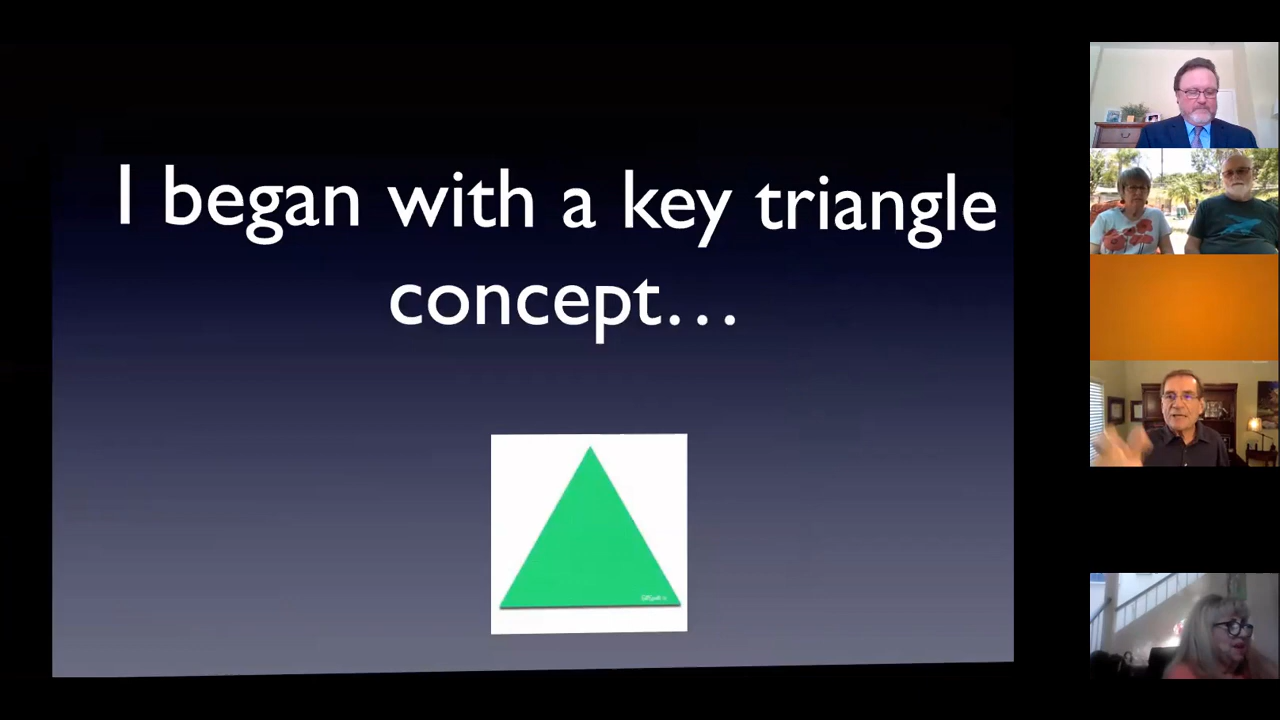 I began with a key triangle
concept…